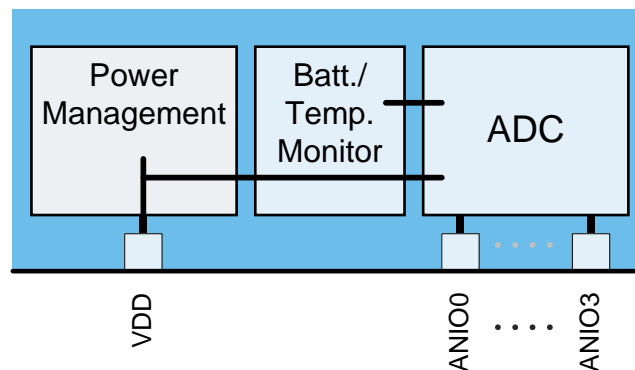 Power
Management
Batt./
Temp.
Monitor
ADC
VDD
ANIO0
ANIO3